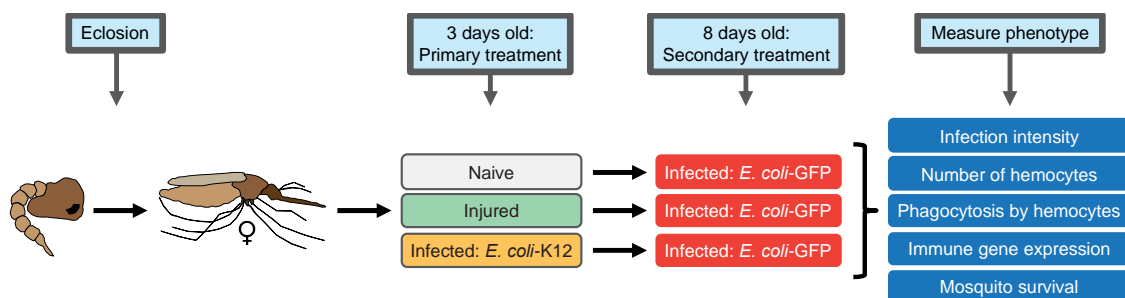 Eclosion
3 days old:
Primary treatment
8 days old:
Secondary treatment
Measure phenotype
Naive
Infected: E. coli-GFP
Injured
Infected: E. coli-GFP
Infected: E. coli-K12
Infected: E. coli-GFP
Infection intensity
Number of hemocytes
Phagocytosis by hemocytes
Immune gene expression
Mosquito survival
♀